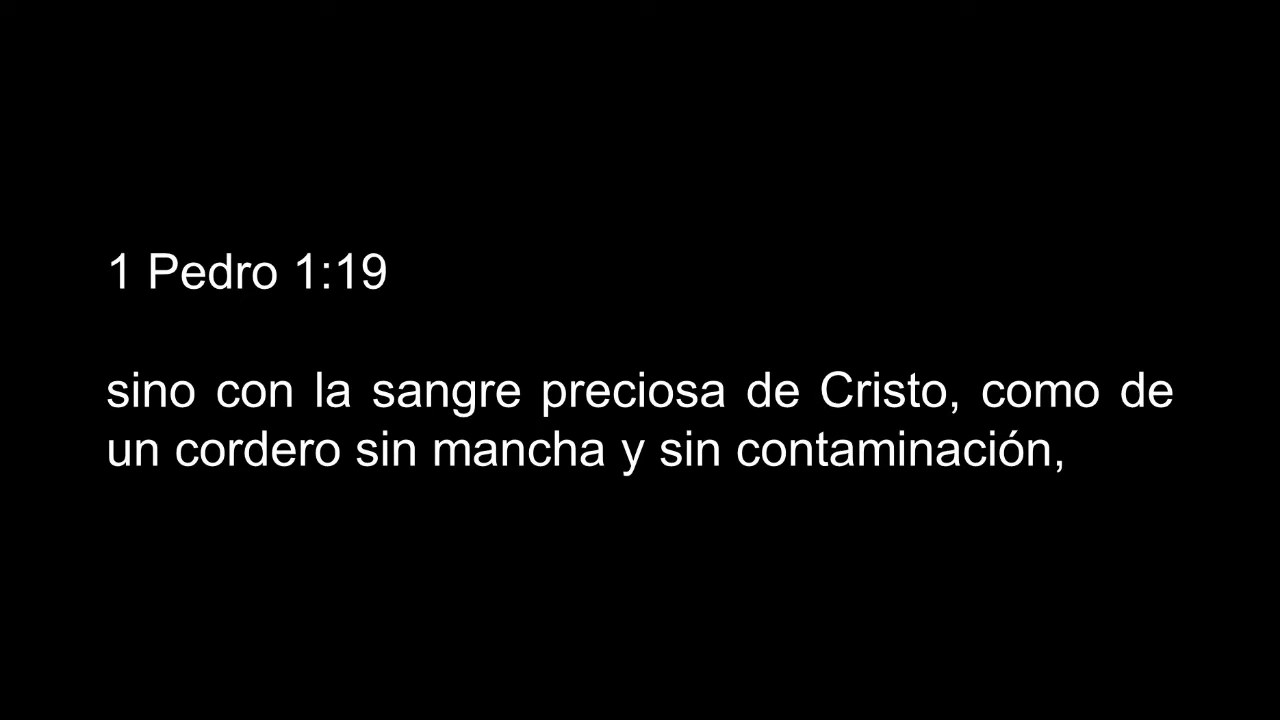 1 Pedro 1:19
sino con la sangre preciosa de Cristo, como de
un cordero sin mancha y sin contaminación,